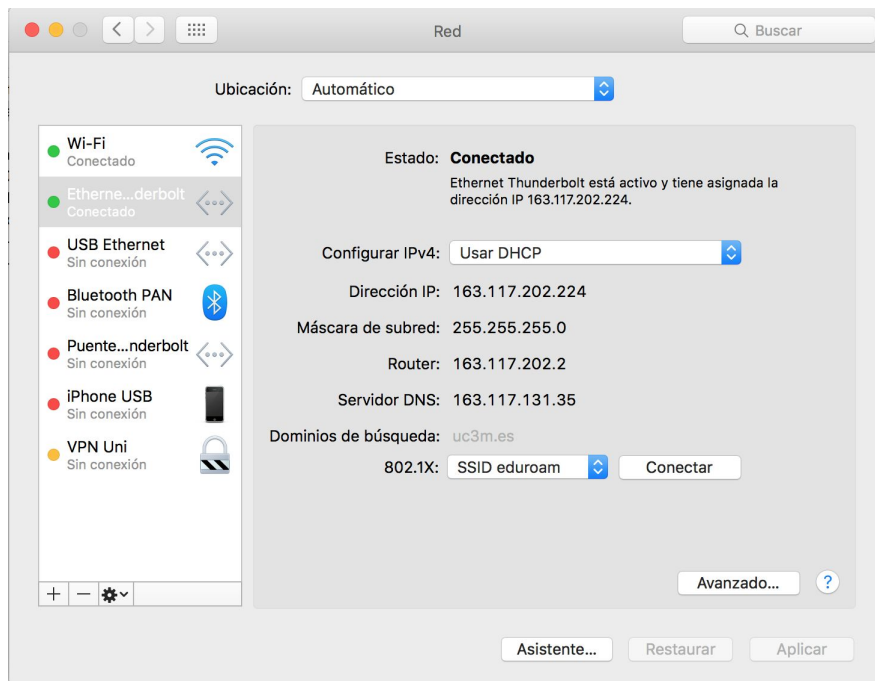 Red
Buscar
Ubicación: Automático
Wi-Fi
Conectado
Etherne...derbolt
Conectado
USB Ethernet
Sin conexión
Bluetooth PAN
Sin conexión
Puente...nderbolt
Sin conexión
iPhone USB
Sin conexión
VPN Uni
Sin conexión
Estado: Conectado
Ethernet Thunderbolt está activo y tiene asignada la
dirección IP 163.117.202.224.
Configurar IPv4: Usar DHCP
Dirección IP: 163.117.202.224
Máscara de subred: 255.255.255.0
Router: 163.117.202.2
Servidor DNS: 163.117.131.35
Dominios de búsqueda: uc3m.es
802.1X: SSID eduroam Conectar
Avanzado... ?
Asistente... Restaurar Aplicar